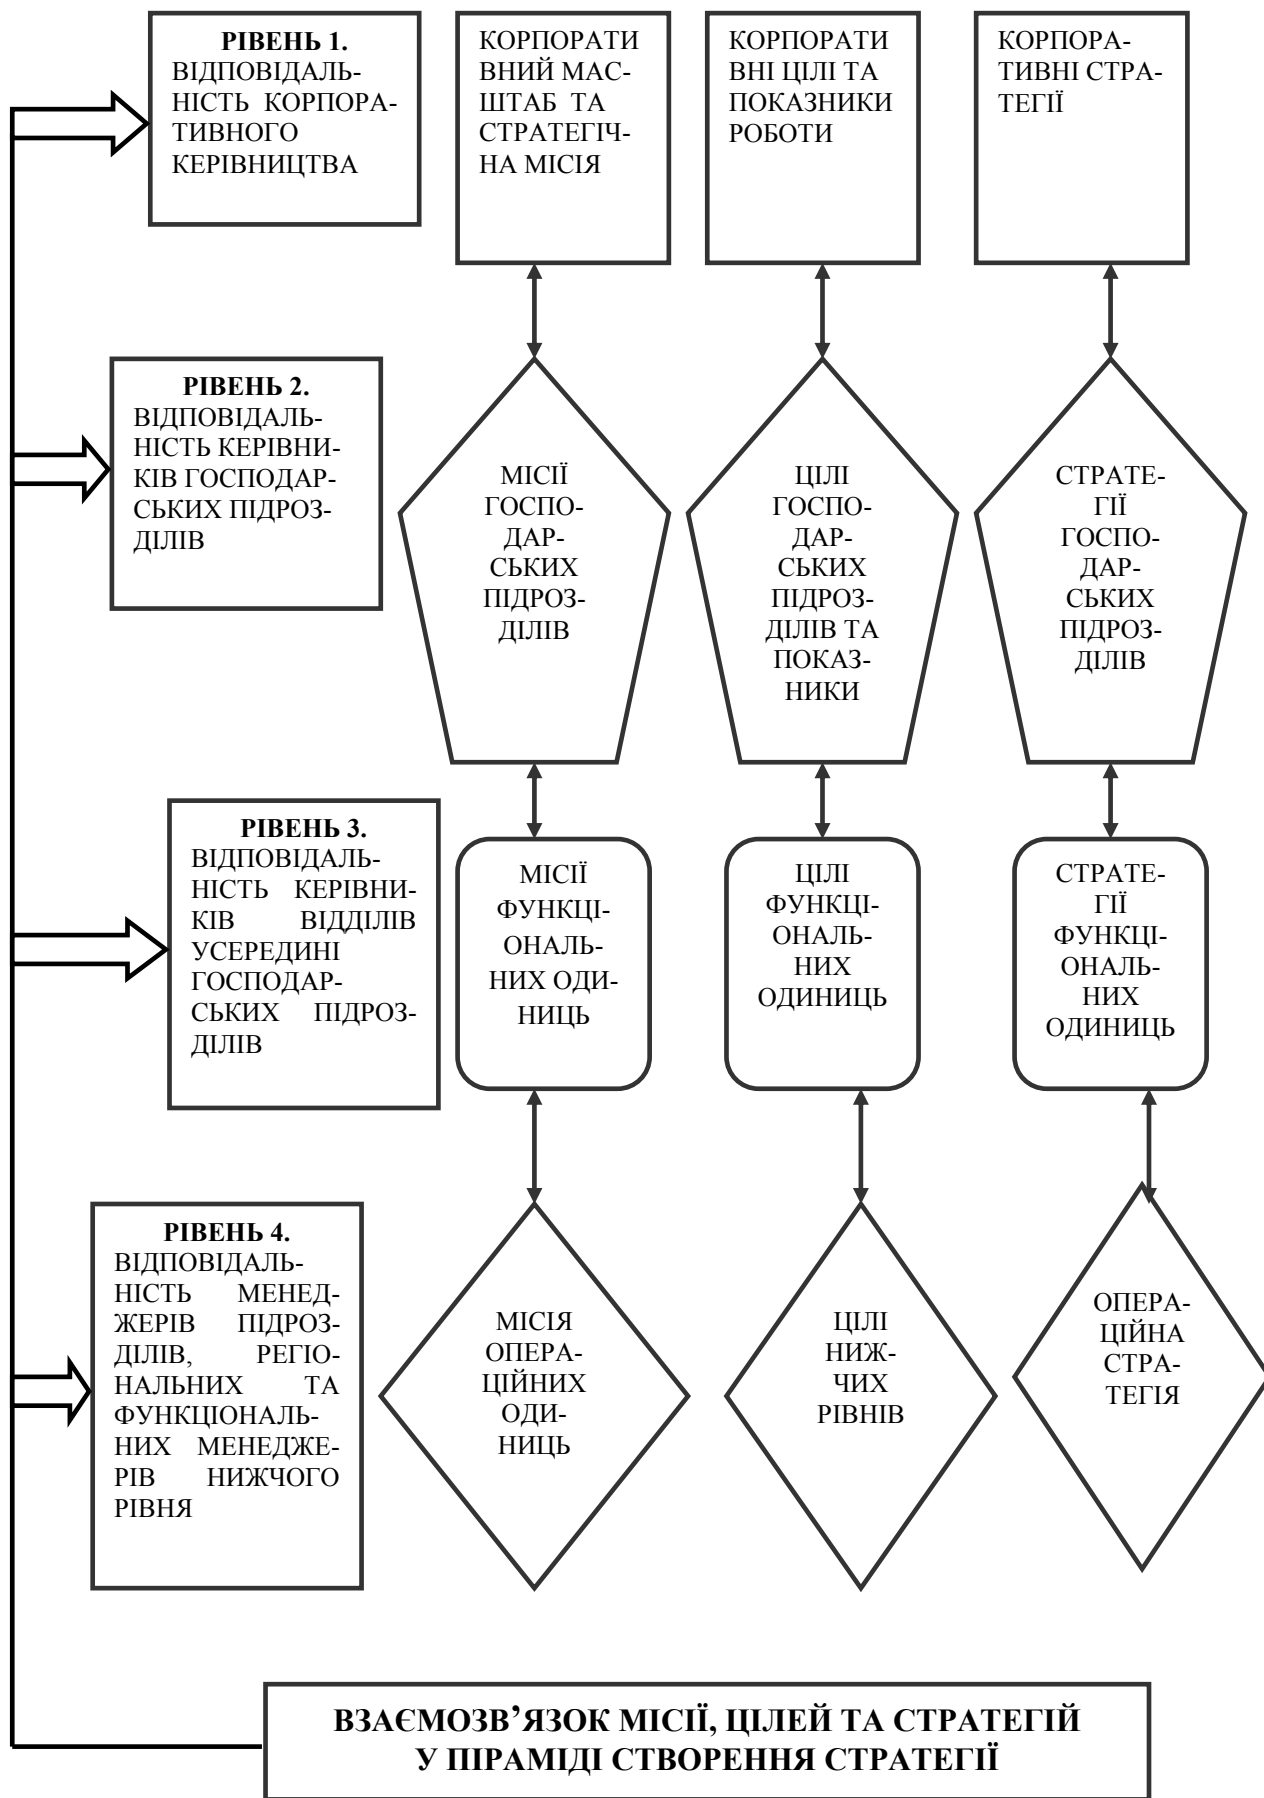 РІВЕНЬ 1.
ВІДПОВІДАЛЬ-
НІСТЬ КОРПОРА-
ТИВНОГО
КЕРІВНИЦТВА
КОРПОРАТИ
ВНИЙ МАС-
ШТАБ ТА
СТРАТЕГІЧ-
НА МІСІЯ
КОРПОРАТИ
ВНІ ЦІЛІ ТА
ПОКАЗНИКИ
РОБОТИ
КОРПОРА-
ТИВНІ СТРА-
ТЕГІЇ
РІВЕНЬ 2.
ВІДПОВІДАЛЬ-
НІСТЬ КЕРІВНИ-
КІВ ГОСПОДАР-
СЬКИХ ПІДРОЗ-
ДІЛІВ
МІСІЇ
ГОСПО-
ДАР-
СЬКИХ
ПІДРОЗ-
ДІЛІВ
ЦІЛІ
ГОСПО-
ДАР-
СЬКИХ
ПІДРОЗ-
ДІЛІВ ТА
ПОКАЗ-
НИКИ
СТРАТЕ-
ГІЇ
ГОСПО-
ДАР-
СЬКИХ
ПІДРОЗ-
ДІЛІВ
РІВЕНЬ 3.
ВІДПОВІДАЛЬ-
НІСТЬ КЕРІВНИ-
КІВ ВІДДІЛІВ
УСЕРЕДИНІ
ГОСПОДАР-
СЬКИХ ПІДРОЗ-
ДІЛІВ
МІСІЇ
ФУНКЦІ-
ОНАЛЬ-
НИХ ОДИ-
НИЦЬ
ЦІЛІ
ФУНКЦІ-
ОНАЛЬ-
НИХ
ОДИНИЦЬ
СТРАТЕ-
ГІЇ
ФУНКЦІ-
ОНАЛЬ-
НИХ
ОДИНИЦЬ
РІВЕНЬ 4.
ВІДПОВІДАЛЬ-
НІСТЬ МЕНЕД-
ЖЕРІВ ПІДРОЗ-
ДІЛІВ, РЕГІО-
НАЛЬНИХ ТА
ФУНКЦІОНАЛЬ-
НИХ МЕНЕДЖЕ-
РІВ НИЖЧОГО
РІВНЯ
МІСІЯ
ОПЕРА-
ЦІЙНИХ
ОДИ-
НИЦЬ
ЦІЛІ
НИЖ-
ЧИХ
РІВНІВ
ОПЕРА-
ЦІЙНА
СТРА-
ТЕГІЯ
ВЗАЄМОЗВ’ЯЗОК МІСІЇ, ЦІЛЕЙ ТА СТРАТЕГІЙ
У ПІРАМІДІ СТВОРЕННЯ СТРАТЕГІЇ